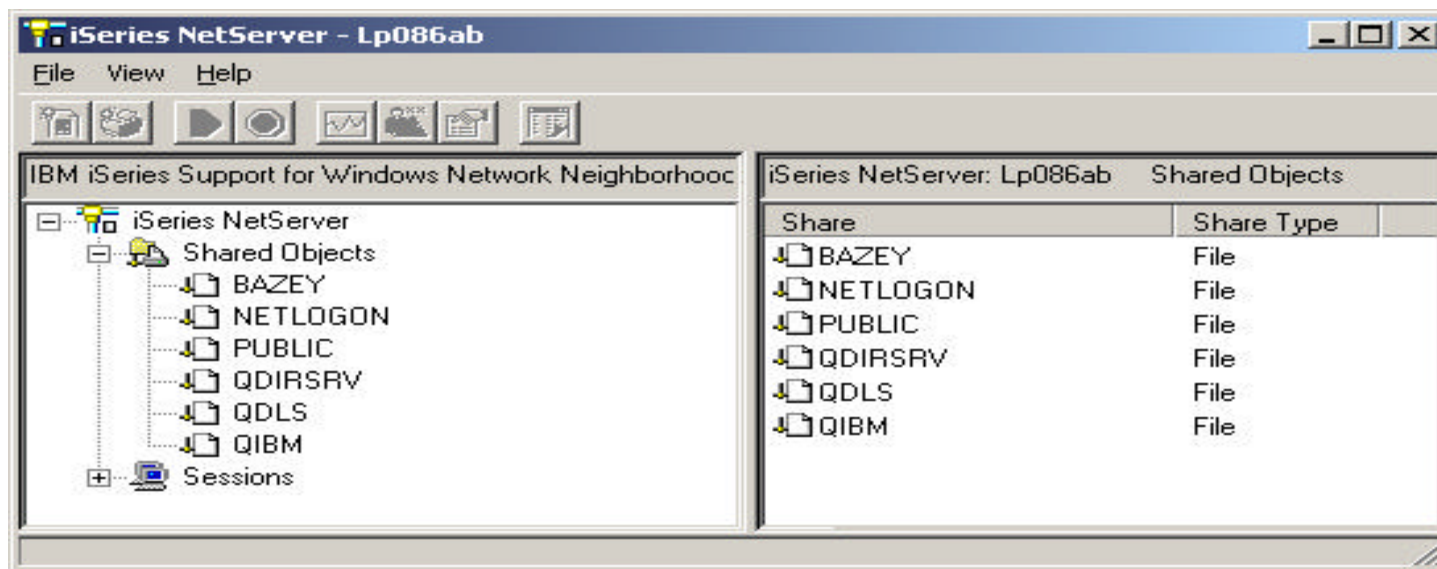 iSeries NetServer - Lp086ab
File View Help
IBM iSeries Support for Windows Network Neighborhooc
iSeries NetServer
Shared Objects
BAZEY
NETLOGON
PUBLIC
QDIRSRV
QDLS
QIBM
Sessions
iSeries NetServer: Lp086ab Shared Objects
Share Share Type
BAZEY File
NETLOGON File
PUBLIC File
QDIRSRV File
QDLS File
QIBM File